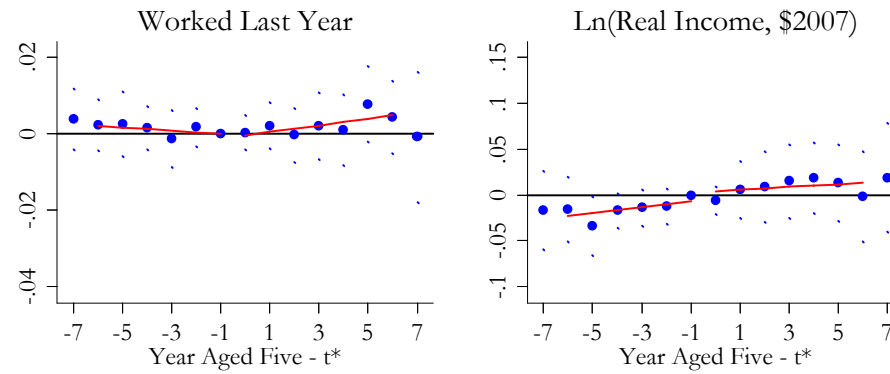 Worked Last Year
.02
0
-.02
-.04
-7 -5 -3 -1 1 3 5 7
Year Aged Five - t*
Ln(Real Income, $2007)
.15
.1
.05
0
-.05
-.1
-7 -5 -3 -1 1 3 5 7
Year Aged Five - t*